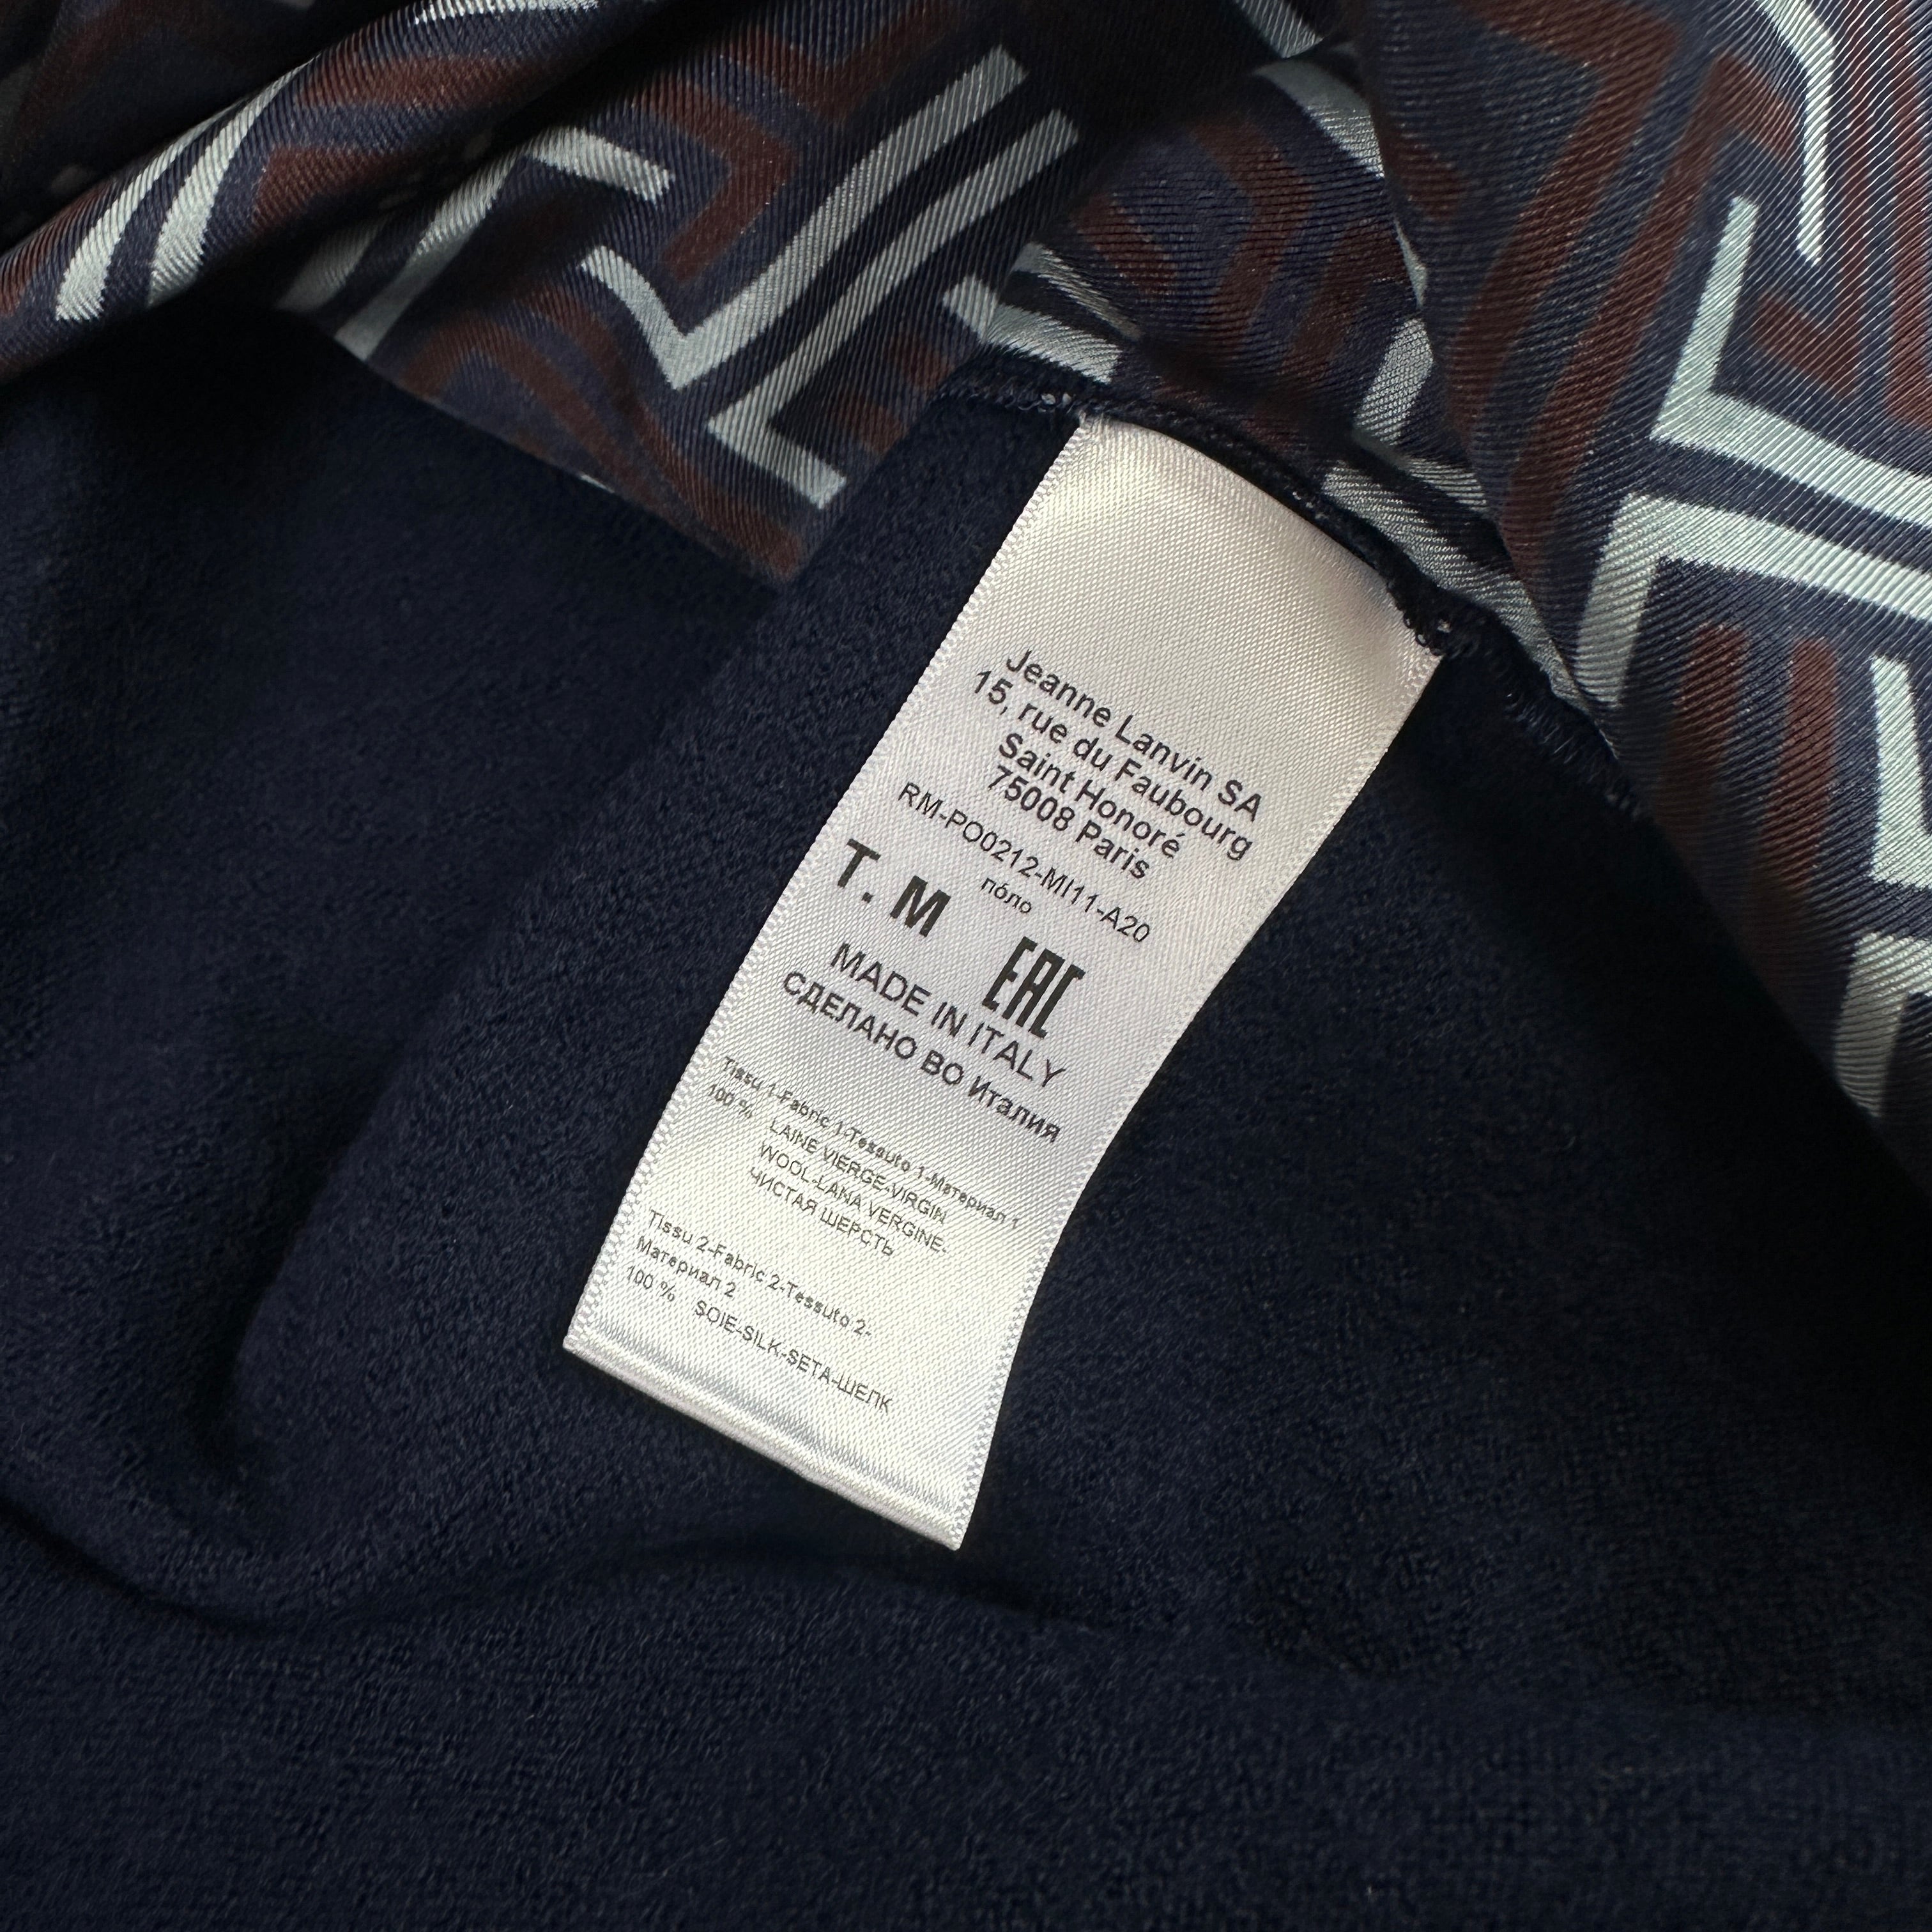 Jeanne Lanvin SA
15, rue du Faubourg
Saint Honoré
75008 Paris
RM-PO0212-MI11-A20
пóло
T. M EAC
MADE IN ITALY
СДЕЛАНО ВО Италия
Tissu 1-Fabric 1-Tessuto 1-Материал 1
100 % LAINE VIERGE-VIRGIN
WOOL-LANA VERGINE-
ЧИСТАЯ ШЕРСТЬ
Tissu 2-Fabric 2-Tessuto 2-
Материал 2
100 % SOIE-SILK-SETA-ШЕЛК